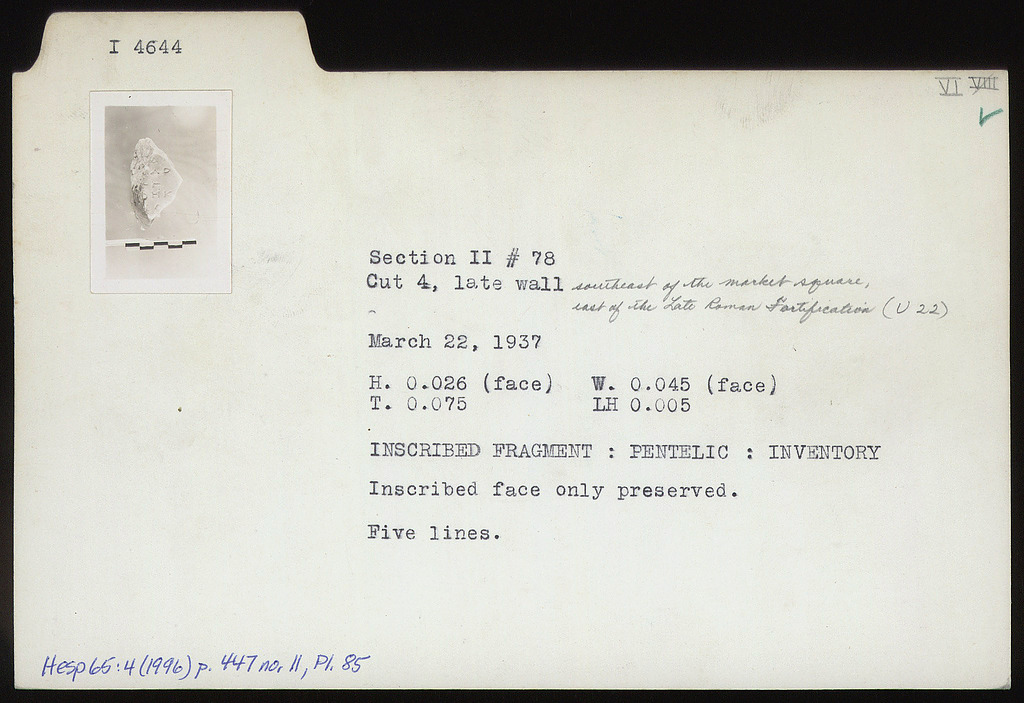 I 4644
VI VIII
Section II # 78
Cut 4, late wall southeast of the market square,
east of the Late Roman Fortification (U 22)
March 22, 1937
H. 0.026 (face) W. 0.045 (face)
T. 0.075 LH 0.005
INSCRIBED FRAGMENT : PENTELIC : INVENTORY
Inscribed face only preserved.
Five lines.
Hesp 65:4 (1996) p. 447 no. 11, Pl. 85